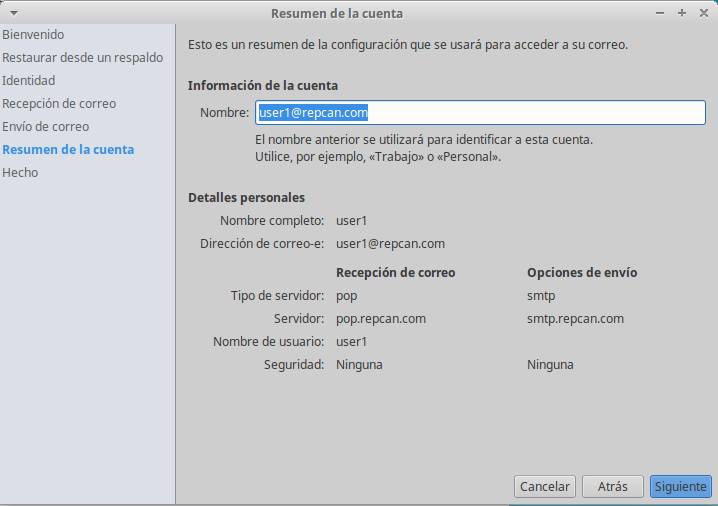 Resumen de la cuenta
Bienvenido
Restaurar desde un respaldo
Identidad
Recepción de correo
Envío de correo
Resumen de la cuenta
Hecho
Esto es un resumen de la configuración que se usará para acceder a su correo.
Información de la cuenta
Nombre: user1@repcan.com
El nombre anterior se utilizará para identificar a esta cuenta.
Utilice, por ejemplo, «Trabajo» o «Personal».
Detalles personales
Nombre completo: user1
Dirección de correo-e: user1@repcan.com
Recepción de correo Opciones de envío
Tipo de servidor: pop smtp
Servidor: pop.repcan.com smtp.repcan.com
Nombre de usuario: user1
Seguridad: Ninguna Ninguna
Cancelar Atrás Siguiente